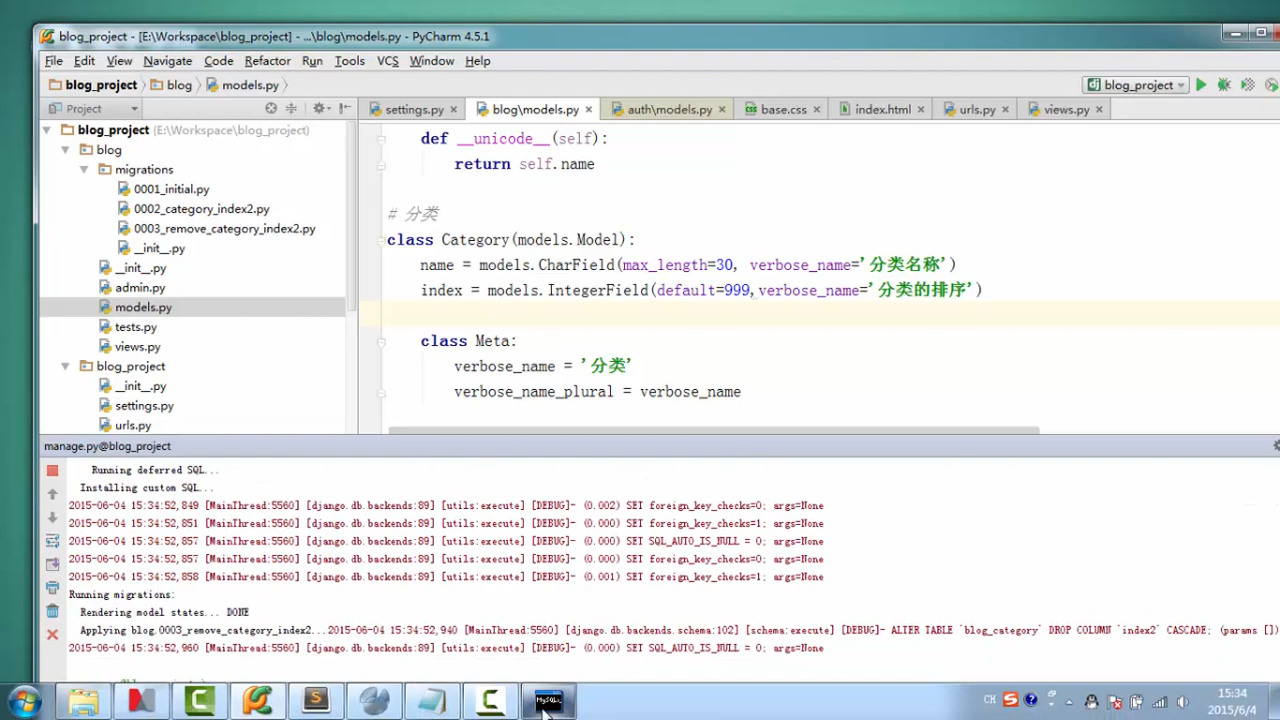 blog_project - [E:\Workspace\blog_project] - ...\blog\models.py - PyCharm 4.5.1
File Edit View Navigate Code Refactor Run Tools VCS Window Help
blog_project blog models.py blog_project
Project settings.py blog\models.py auth\models.py base.css index.html urls.py views.py
blog_project (E:\Workspace\blog_project)
blog
migrations
0001_initial.py
0002_category_index2.py
0003_remove_category_index2.py
__init__.py
__init__.py
admin.py
models.py
tests.py
views.py
blog_project
__init__.py
settings.py
urls.py
def __unicode__(self):
return self.name
# 分类
class Category(models.Model):
name = models.CharField(max_length=30, verbose_name='分类名称')
index = models.IntegerField(default=999,verbose_name='分类的排序')
class Meta:
verbose_name = '分类'
verbose_name_plural = verbose_name
manage.py@blog_project
Running deferred SQL...
Installing custom SQL...
2015-06-04 15:34:52,849 [MainThread:5560] [django.db.backends:89] [utils:execute] [DEBUG]- (0.002) SET foreign_key_checks=0; args=None
2015-06-04 15:34:52,851 [MainThread:5560] [django.db.backends:89] [utils:execute] [DEBUG]- (0.000) SET foreign_key_checks=1; args=None
2015-06-04 15:34:52,857 [MainThread:5560] [django.db.backends:89] [utils:execute] [DEBUG]- (0.000) SET SQL_AUTO_IS_NULL = 0; args=None
2015-06-04 15:34:52,857 [MainThread:5560] [django.db.backends:89] [utils:execute] [DEBUG]- (0.000) SET foreign_key_checks=0; args=None
2015-06-04 15:34:52,858 [MainThread:5560] [django.db.backends:89] [utils:execute] [DEBUG]- (0.001) SET foreign_key_checks=1; args=None
Running migrations:
Rendering model states... DONE
Applying blog.0003_remove_category_index2...2015-06-04 15:34:52,940 [MainThread:5560] [django.db.backends.schema:102] [schema:execute] [DEBUG]- ALTER TABLE `blog_category` DROP COLUMN `index2` CASCADE; (params [])
2015-06-04 15:34:52,960 [MainThread:5560] [django.db.backends:89] [utils:execute] [DEBUG]- (0.000) SET SQL_AUTO_IS_NULL = 0; args=None
CH 15:34
2015/6/4